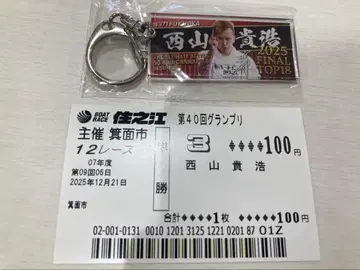 4371 FUKUOKA
西山 貴浩
2025
FINAL
TOP18
BOAT
RACE
住之江
第40回グランプリ
主催 箕面市
12レース
単
勝
3
❖❖❖❖100円
西山貴浩
07年度
第09回06日
2025年12月21日
箕面市
合計❖❖❖❖1枚 ❖❖❖❖❖100円
02-001-0131 0010 1201 3125 1221 0201 87 01Z